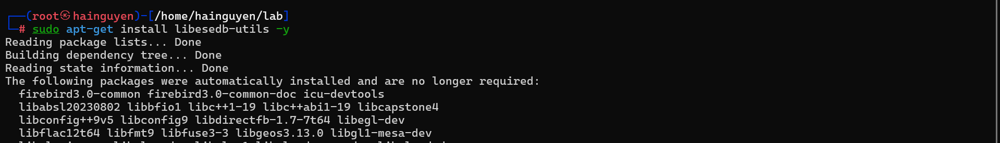 ┌──(root㉿hainguyen)-[/home/hainguyen/lab]
└─# sudo apt-get install libesedb-utils -y
Reading package lists... Done
Building dependency tree... Done
Reading state information... Done
The following packages were automatically installed and are no longer required:
  firebird3.0-common firebird3.0-common-doc icu-devtools
  libabsl20230802 libbfio1 libc++1-19 libc++abi1-19 libcapstone4
  libconfig++9v5 libconfig9 libdirectfb-1.7-7t64 libegl-dev
  libflac12t64 libfmt9 libfuse3-3 libgeos3.13.0 libgl1-mesa-dev